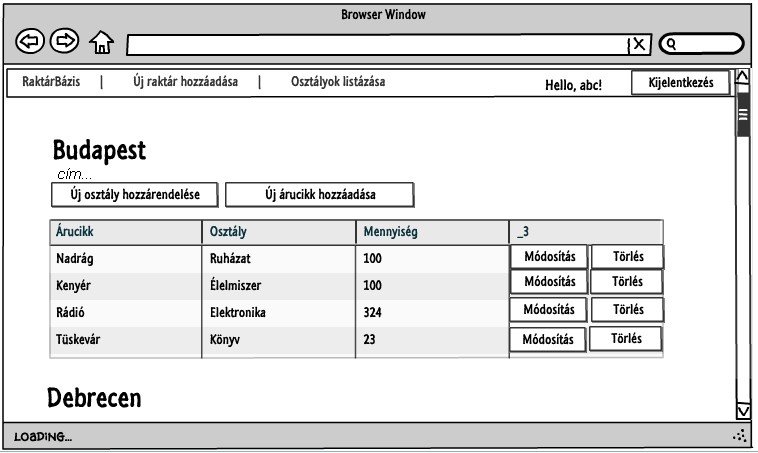 Browser Window
RaktárBázis | Új raktár hozzáadása | Osztályok listázása Hello, abc! Kijelentkezés
Budapest
cím...
Új osztály hozzárendelése Új árucikk hozzáadása
Árucikk Osztály Mennyiség _3
Nadrág Ruházat 100 Módosítás Törlés
Kenyér Élelmiszer 100 Módosítás Törlés
Rádió Elektronika 324 Módosítás Törlés
Tüskevár Könyv 23 Módosítás Törlés
Debrecen
LOADING...